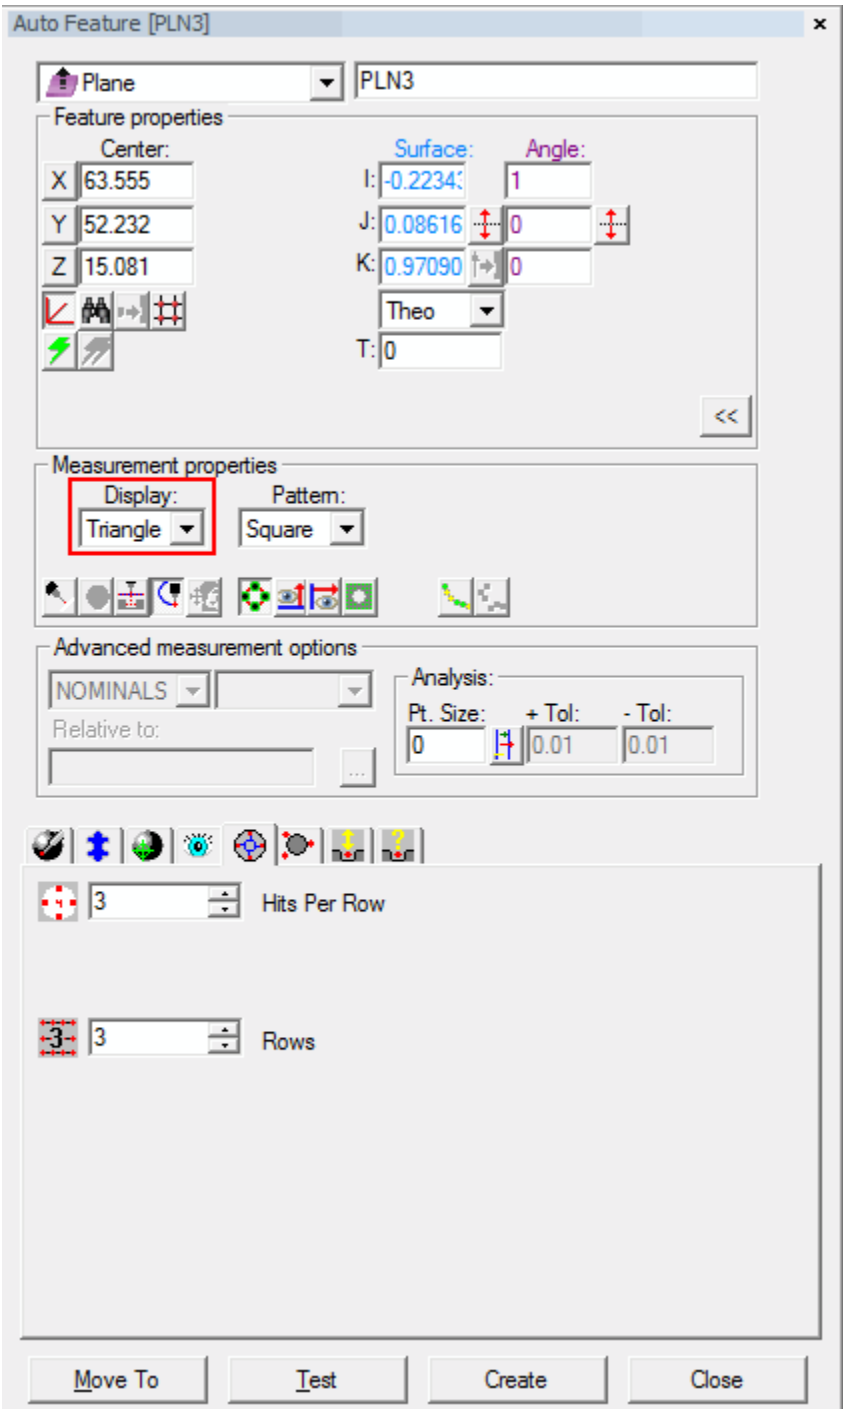 Auto Feature [PLN3]
Plane PLN3
Feature properties
Center: Surface: Angle:
X 63.555 I: -0.2234 1
Y 52.232 J: 0.08616 0
Z 15.081 K: 0.97090 0
Theo
T: 0
<<
Measurement properties
Display: Pattern:
Triangle Square
Advanced measurement options
NOMINALS
Analysis:
Pt. Size: + Tol: - Tol:
Relative to:
0 0.01 0.01
...
4 3 Hits Per Row
3 3 Rows
Move To Test Create Close